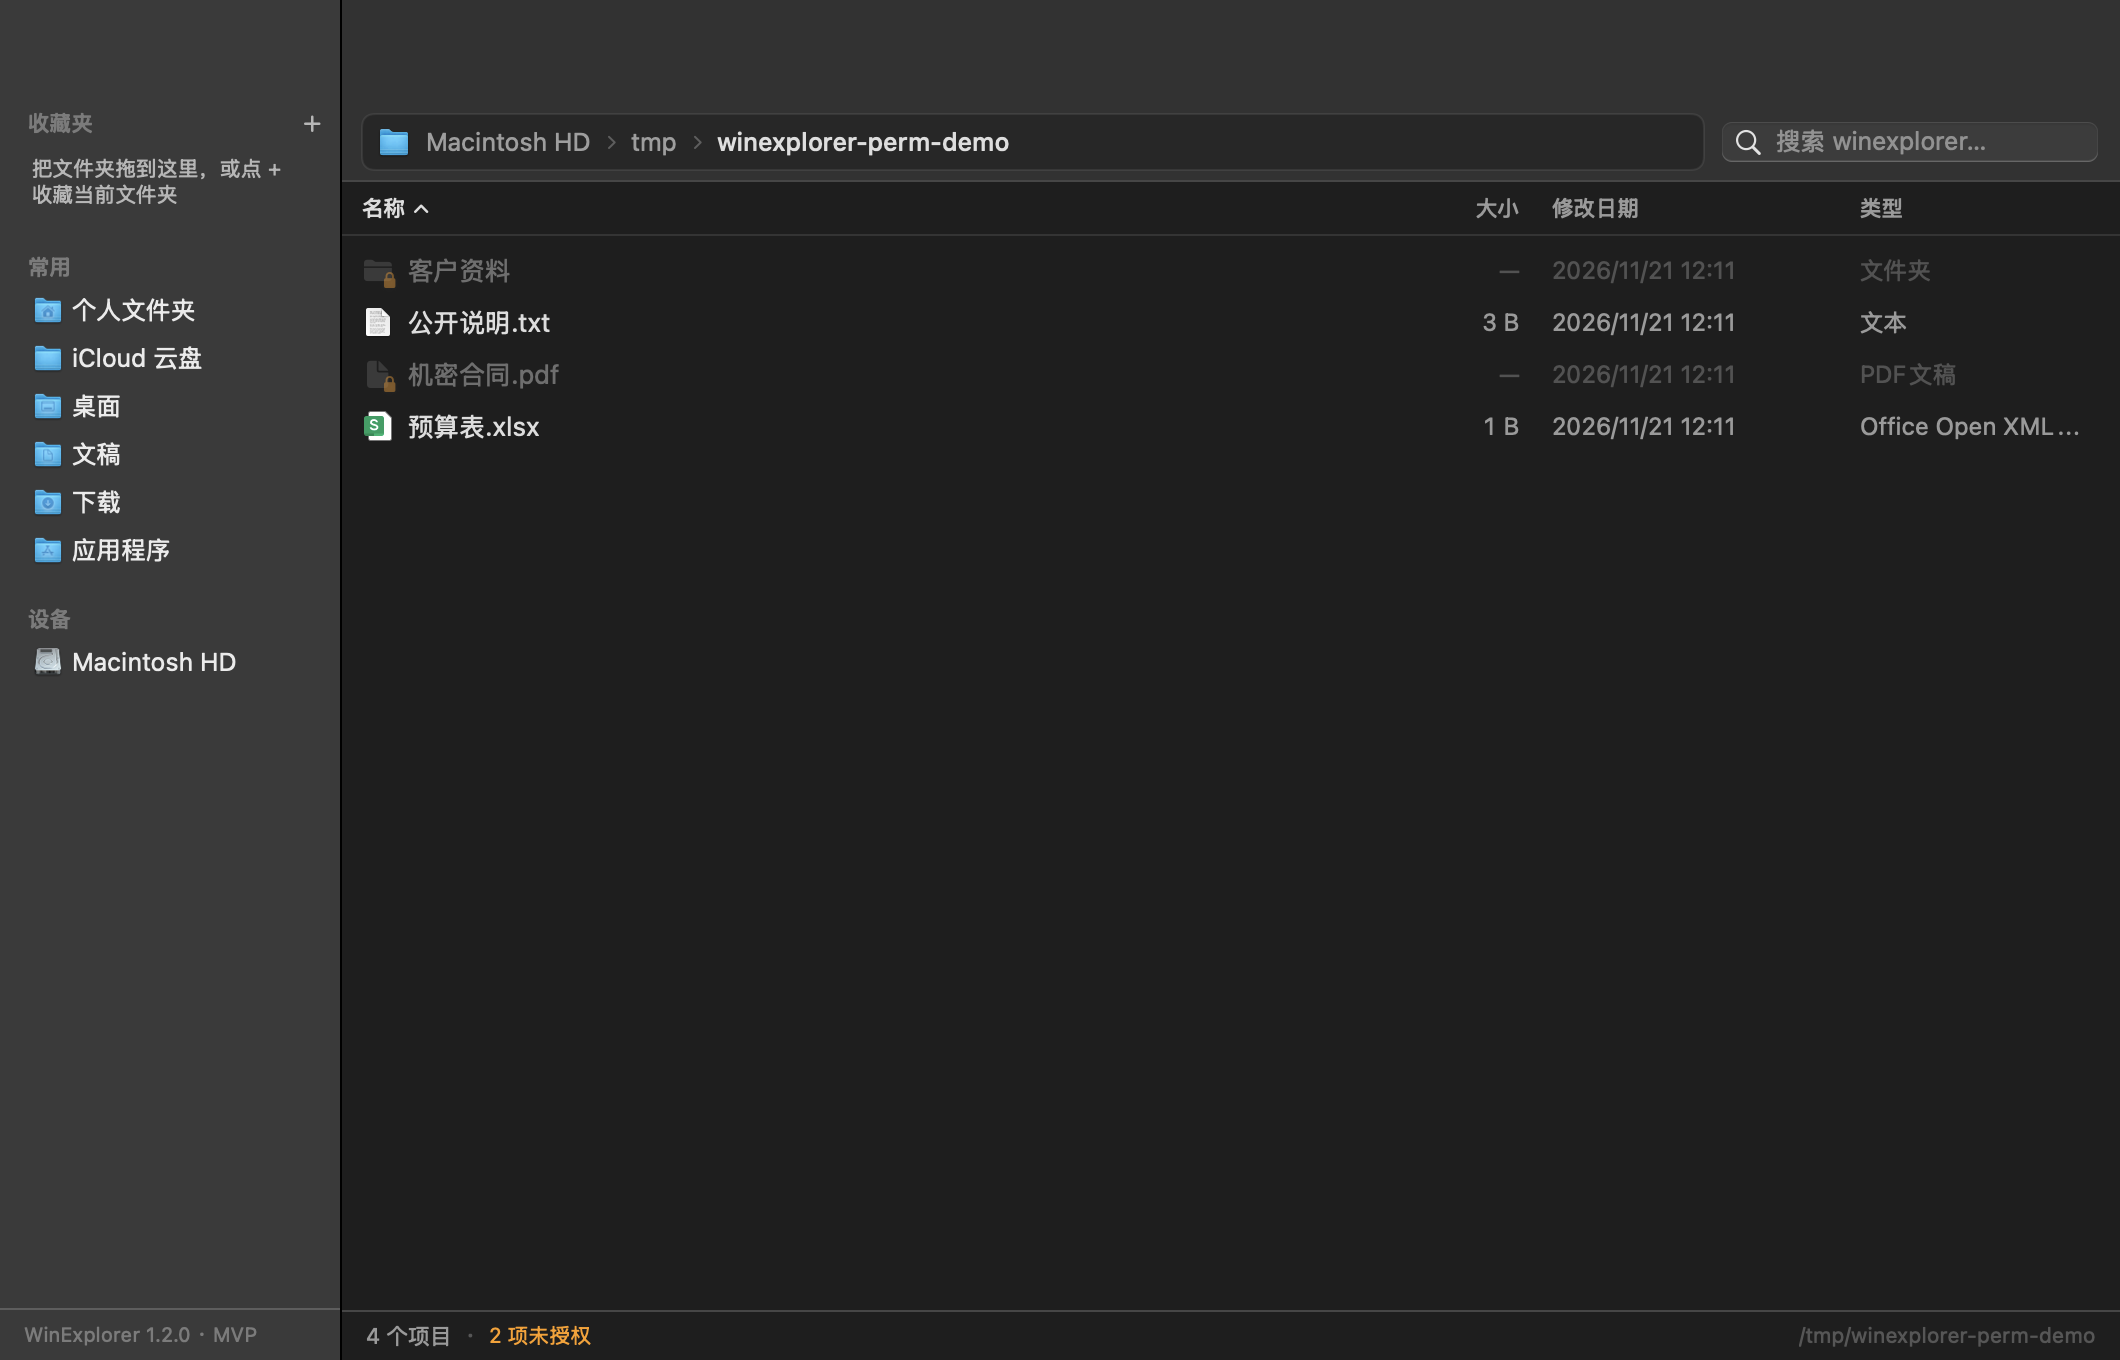 收藏夹 +
把文件夹拖到这里，或点 +
收藏当前文件夹
常用
个人文件夹
iCloud 云盘
桌面
文稿
下载
应用程序
设备
Macintosh HD
WinExplorer 1.2.0 · MVP
Macintosh HD › tmp › winexplorer-perm-demo
搜索 winexplorer...
名称 大小 修改日期 类型
客户资料 — 2026/11/21 12:11 文件夹
公开说明.txt 3 B 2026/11/21 12:11 文本
机密合同.pdf — 2026/11/21 12:11 PDF文稿
S 预算表.xlsx 1 B 2026/11/21 12:11 Office Open XML...
4 个项目 · 2 项未授权
/tmp/winexplorer-perm-demo